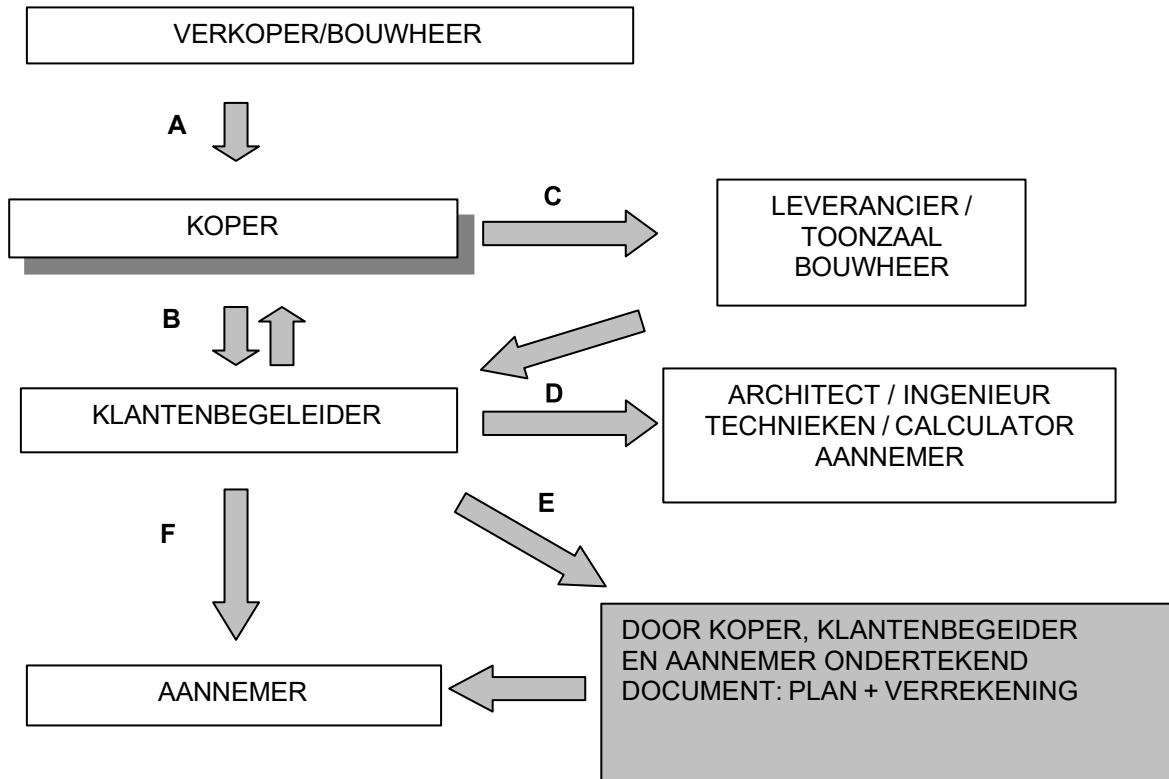 VERKOPER/BOUWHEER
A
KOPER
C
LEVERANCIER /
TOONZAAL
BOUWHEER
B
KLANTENBEGELEIDER
D
ARCHITECT / INGENIEUR
TECHNIEKEN / CALCULATOR
AANNEMER
F
E
DOOR KOPER, KLANTENBEGEIDER
EN AANNEMER ONDERTEKEND
DOCUMENT: PLAN + VERREKENING
AANNEMER